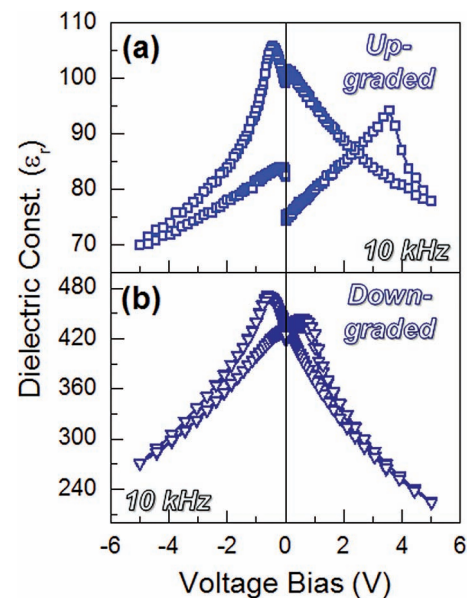 (a)
Up-
graded
110
100
90
80
70
10 kHz
Dielectric Const. (εr)
(b)
Down-
graded
480
420
360
300
240
10 kHz
-6 -4 -2 0 2 4 6
Voltage Bias (V)